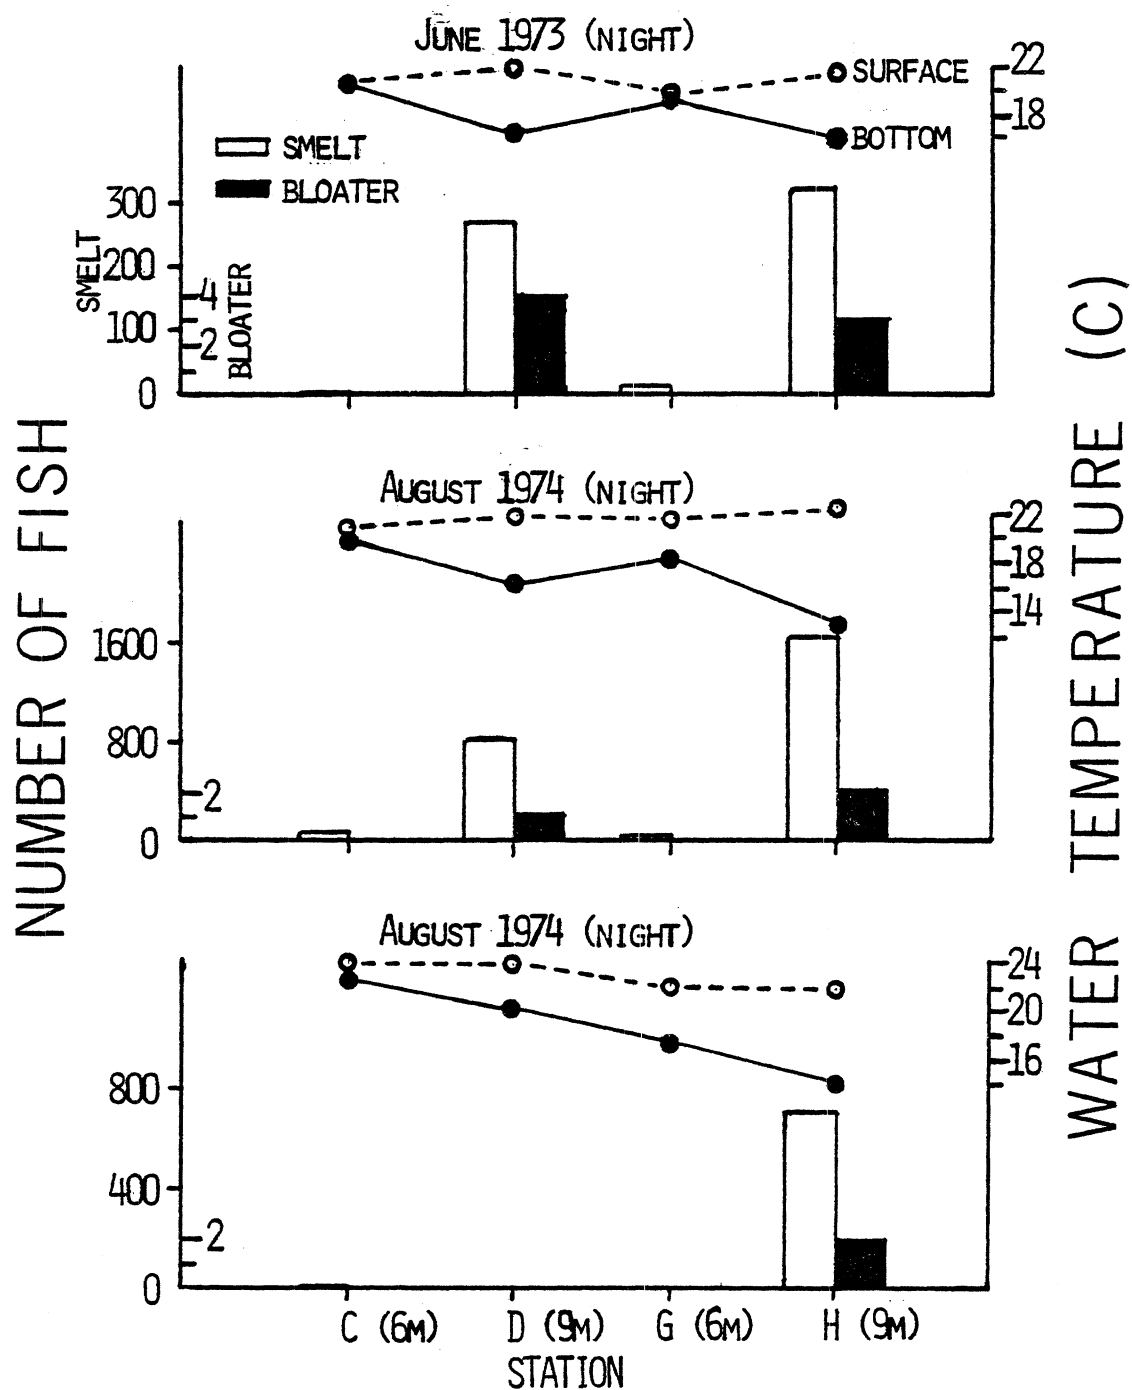 JUNE 1973 (NIGHT)
SURFACE
BOTTOM
22
18
SMELT
BLOATER
300
200
100
0
SMELT
4
2
BLOATER
AUGUST 1974 (NIGHT)
22
18
14
1600
800
0
2
AUGUST 1974 (NIGHT)
24
20
16
800
400
0
2
C (6M) D (9M) G (6M) H (9M)
STATION
NUMBER OF FISH
WATER TEMPERATURE (C)